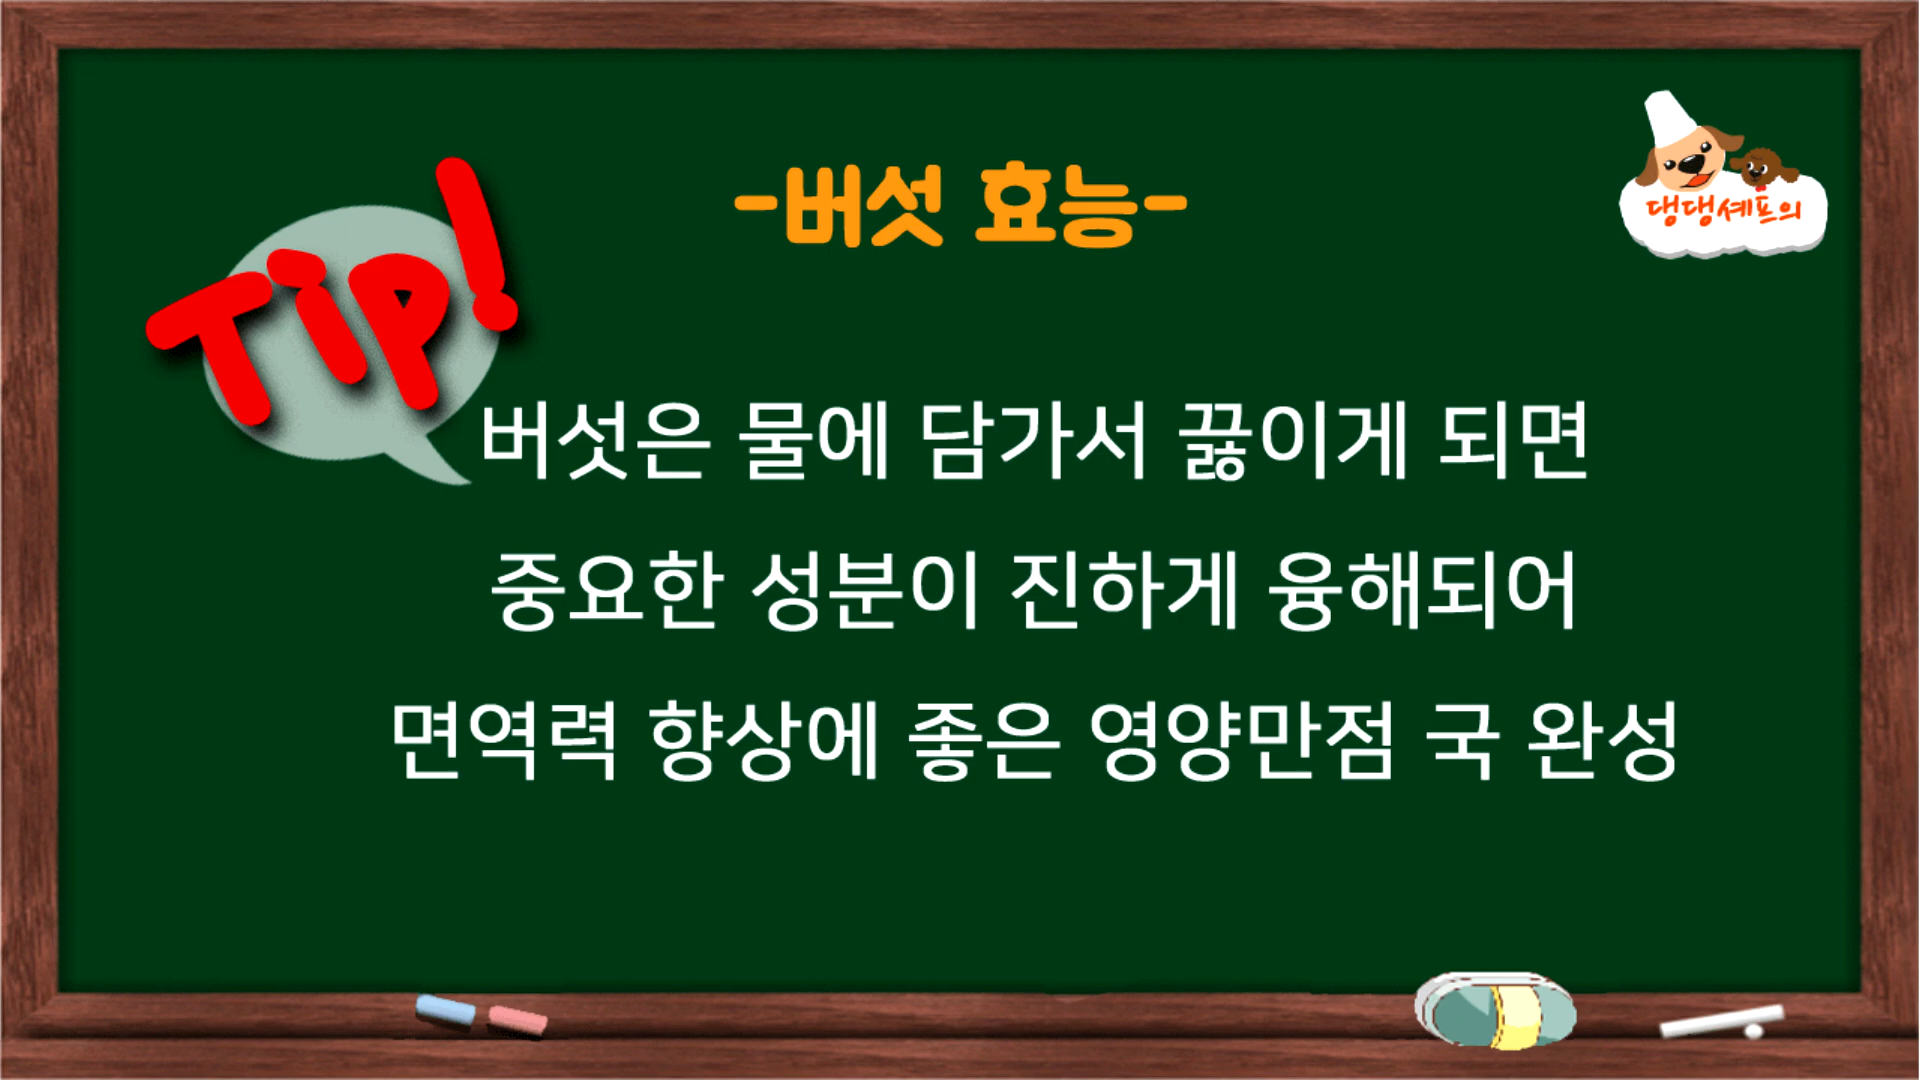 -버섯 효능-
댕댕셰프의
Tip!
버섯은 물에 담가서 끓이게 되면
중요한 성분이 진하게 융해되어
면역력 향상에 좋은 영양만점 국 완성